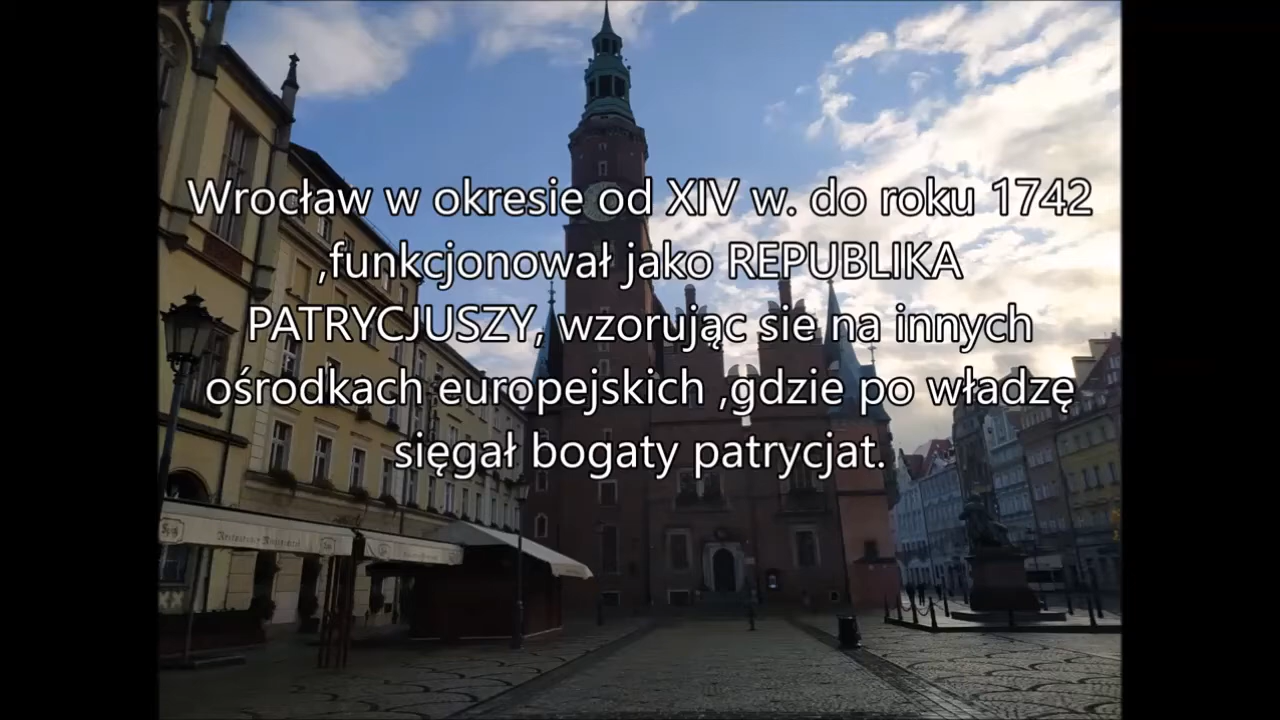 Wrocław w okresie od XIV w. do roku 1742
,funkcjonował jako REPUBLIKA
PATRYCJUSZY, wzorując sie na innych
ośrodkach europejskich ,gdzie po władzę
sięgał bogaty patrycjat.